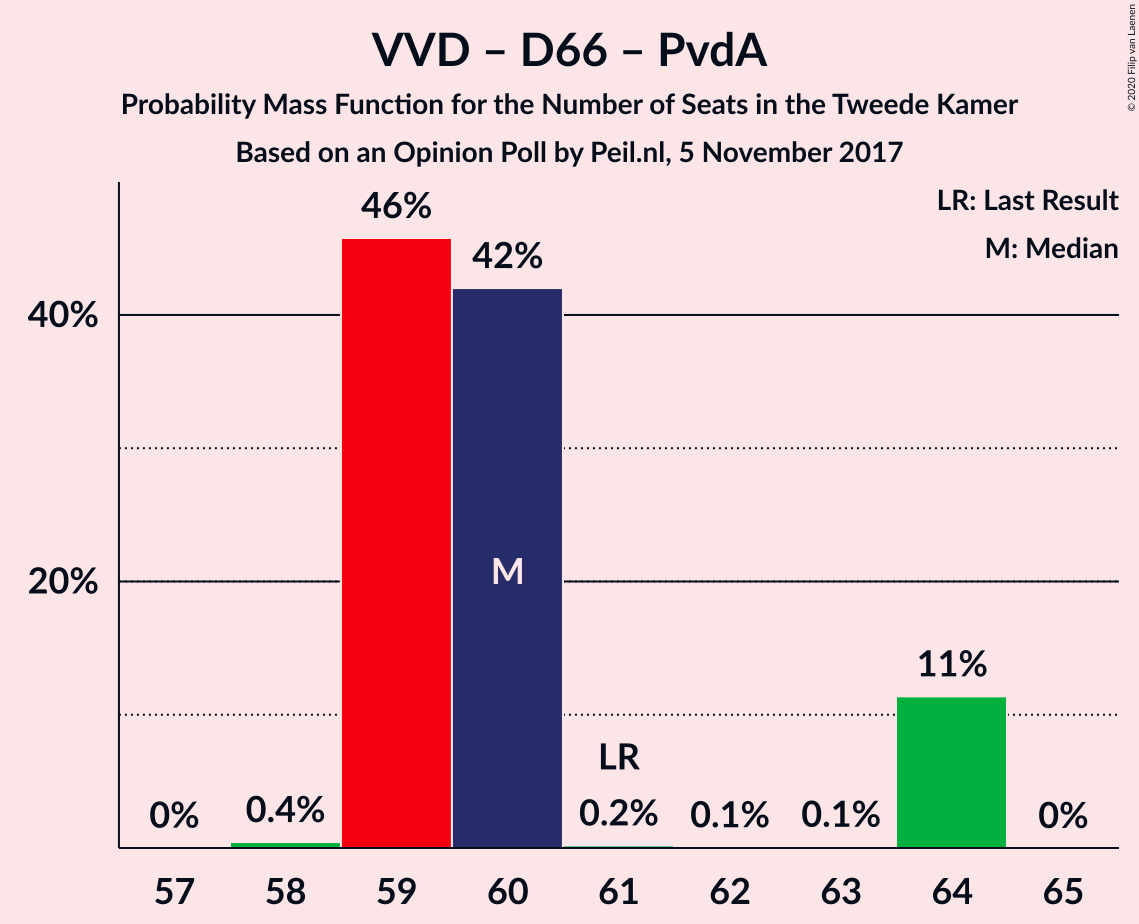 VVD – D66 – PvdA
Probability Mass Function for the Number of Seats in the Tweede Kamer
Based on an Opinion Poll by Peil.nl, 5 November 2017
© 2020 Filip van Laenen
LR: Last Result
M: Median
40%
20%
0%
0.4%
46%
42%
M
LR
0.2%
0.1%
0.1%
11%
0%
57 58 59 60 61 62 63 64 65